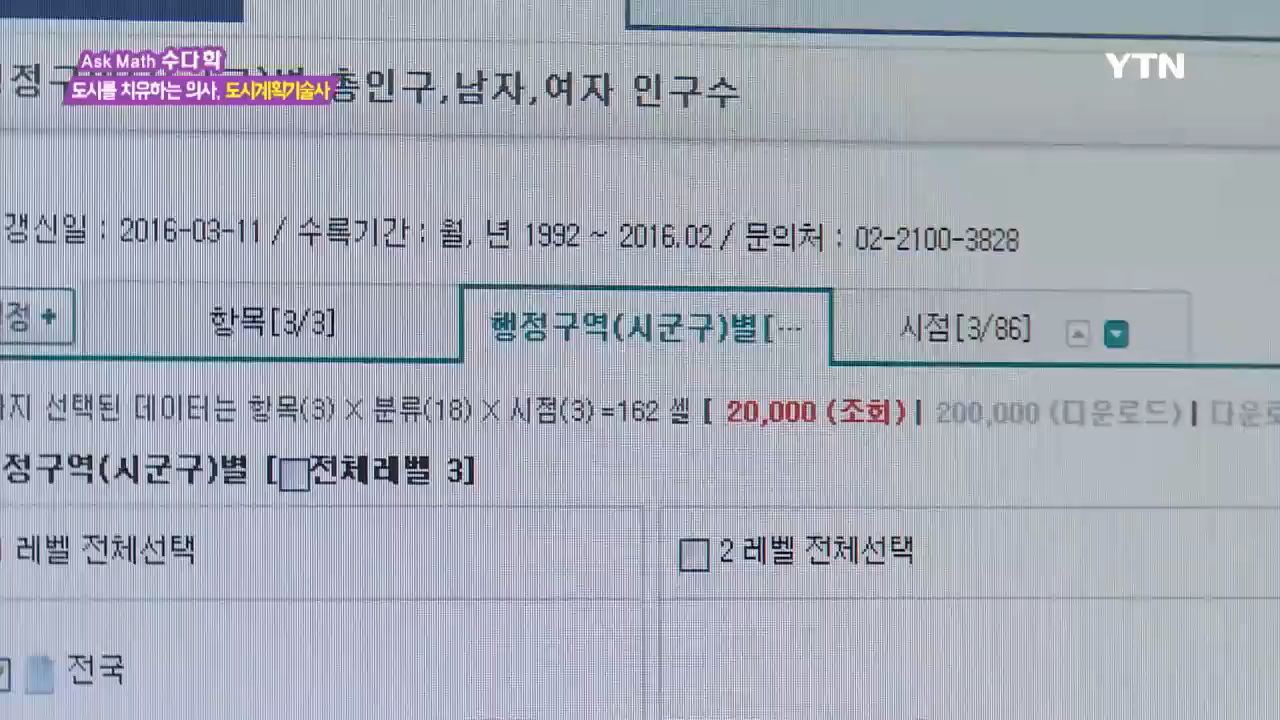 Ask Math 수다학
YTN
도시를 치유하는 의사, 도시계획기술사
총인구,남자,여자 인구수
갱신일 : 2016-03-11 / 수록기간 : 월, 년 1992 ~ 2016.02 / 문의처 : 02-2100-3828
정 +
항목[3/3]
행정구역(시군구)별[…
시점[3/86]
선택된 데이터는 항목(3) X 분류(18) X 시점(3)=162 셀 [ 20,000 (조회) | 200,000 (다운로드) |
정구역(시군구)별 [ 전체레벨 3]
레벨 전체선택
2 레벨 전체선택
전국